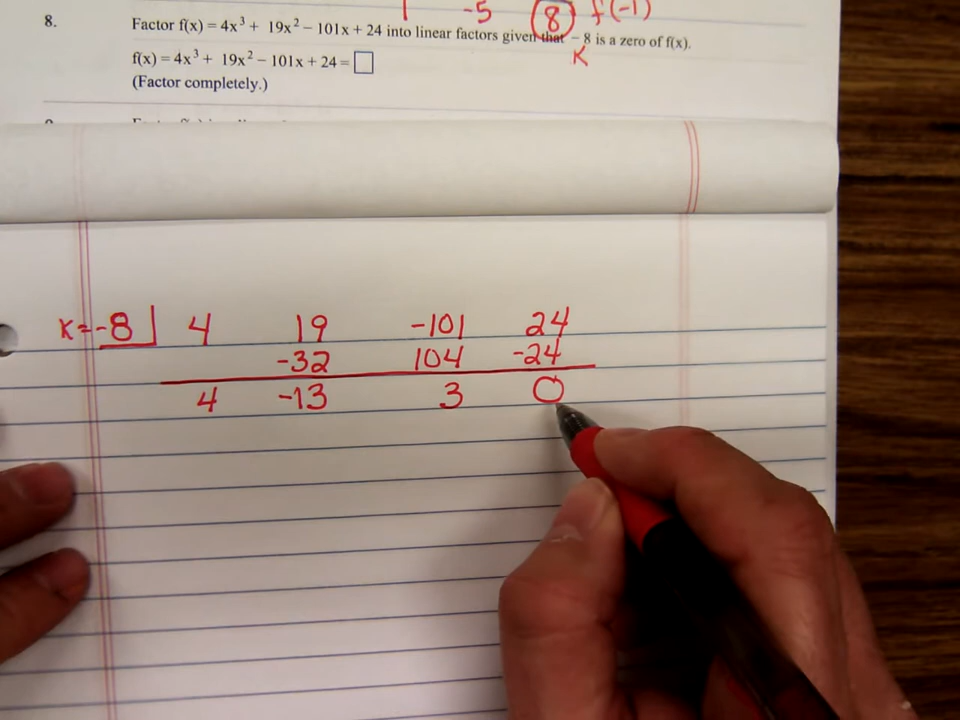 1 -5 8 f(-1)
8. Factor f(x) = 4x³ + 19x² − 101x + 24 into linear factors given that − 8 is a zero of f(x).
K
f(x) = 4x³ + 19x² − 101x + 24 =
(Factor completely.)
K = -8 4 19 -101 24
-32 104 -24
4 -13 3 0